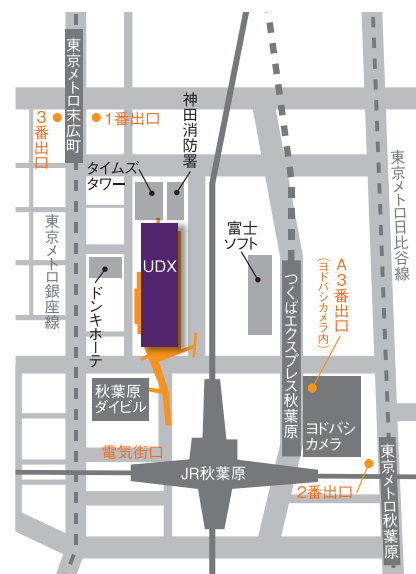 東京メトロ末広町
3番出口
1番出口
神田消防署
タイムズ
タワー
東京メトロ日比谷線
東京メトロ銀座線
富士
ソフト
UDX
ドンキホーテ
つくばエクスプレス秋葉原
A3番出口
(ヨドバシカメラ内)
秋葉原
ダイビル
ヨドバシ
カメラ
電気街口
JR秋葉原
2番出口
東京メトロ秋葉原